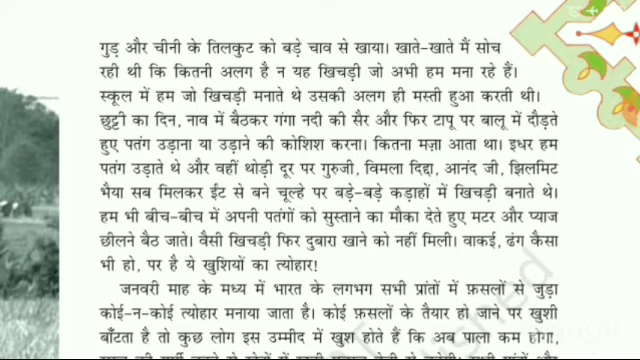 गुड़ और चीनी के तिलकुट को बड़े चाव से खाया। खाते-खाते मैं सोच
रही थी कि कितनी अलग है न यह खिचड़ी जो अभी हम मना रहे हैं।
स्कूल में हम जो खिचड़ी मनाते थे उसकी अलग ही मस्ती हुआ करती थी।
छुट्टी का दिन, नाव में बैठकर गंगा नदी की सैर और फिर टापू पर बालू में दौड़ते
हुए पतंग उड़ाना या उड़ाने की कोशिश करना। कितना मज़ा आता था। इधर हम
पतंग उड़ाते थे और वहीं थोड़ी दूर पर गुरुजी, विमला दिद्दा, आनंद जी, झिलमिट
भैया सब मिलकर ईंट से बने चूल्हे पर बड़े-बड़े कड़ाहों में खिचड़ी बनाते थे।
हम भी बीच-बीच में अपनी पतंगों को सुस्ताने का मौका देते हुए मटर और प्याज
छीलने बैठ जाते। वैसी खिचड़ी फिर दुबारा खाने को नहीं मिली। वाकई, ढंग कैसा
भी हो, पर है ये खुशियों का त्योहार!
जनवरी माह के मध्य में भारत के लगभग सभी प्रांतों में फ़सलों से जुड़ा
कोई-न-कोई त्योहार मनाया जाता है। कोई फ़सलों के तैयार हो जाने पर खुशी
बाँटता है तो कुछ लोग इस उम्मीद में खुश होते हैं कि अब पाला कम होगा,